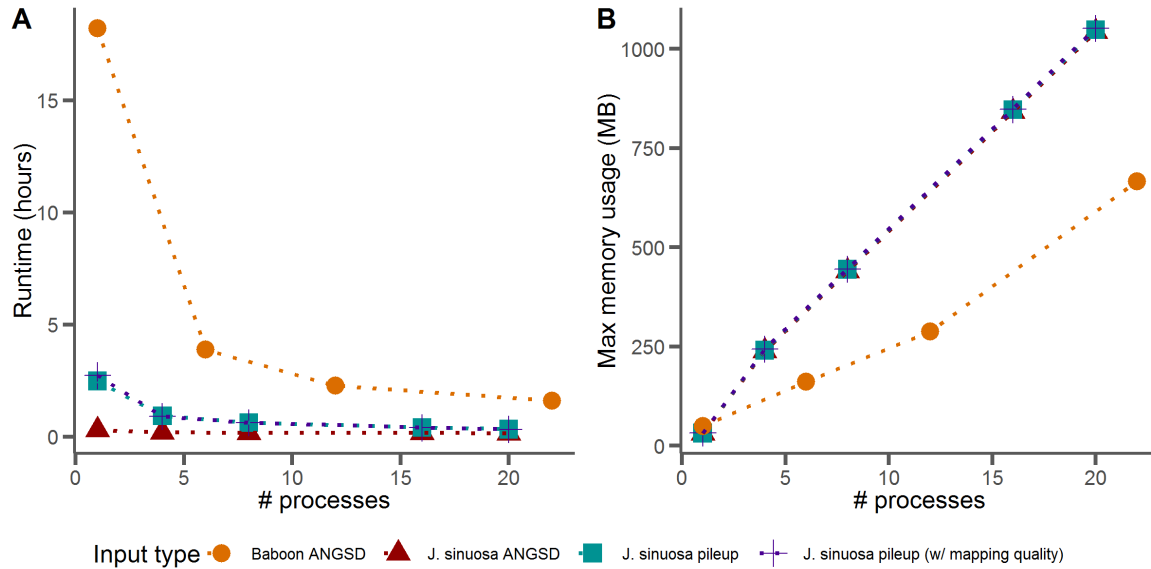 A
Runtime (hours)
15
10
5
0
0 5 10 15 20
# processes
B
Max memory usage (MB)
1000
750
500
250
0
0 5 10 15 20
# processes
Input type Baboon ANGSD J. sinuosa ANGSD J. sinuosa pileup J. sinuosa pileup (w/ mapping quality)